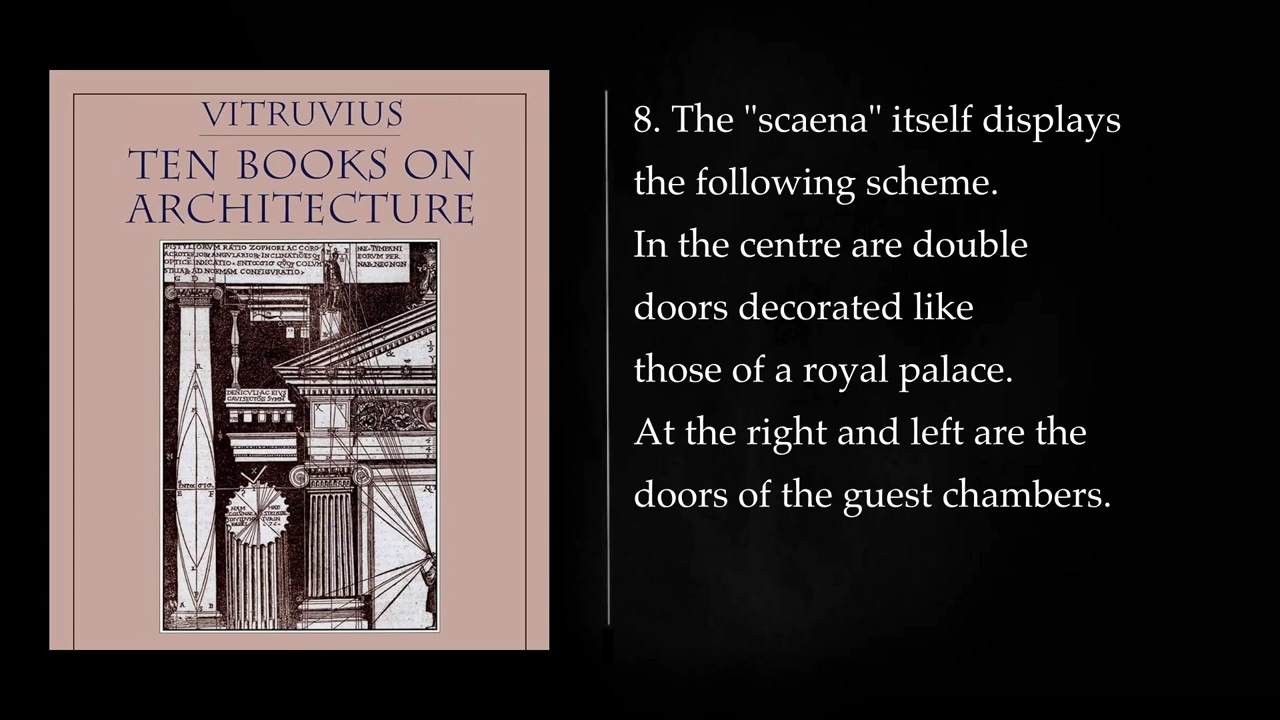 VITRUVIUS
TEN BOOKS ON
ARCHITECTURE
8. The "scaena" itself displays
the following scheme.
In the centre are double
doors decorated like
those of a royal palace.
At the right and left are the
doors of the guest chambers.